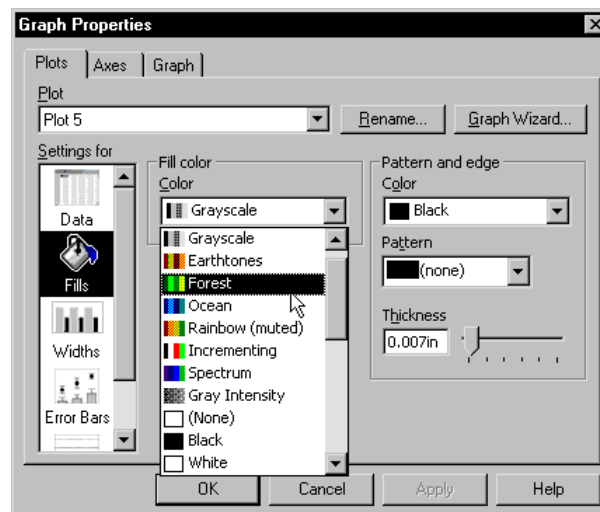 Graph Properties
Plots
Axes
Graph
Plot
Plot 5
Rename...
Graph Wizard...
Settings for
Data
Fills
Widths
Error Bars
Fill color
Color
Grayscale
Grayscale
Earthtones
Forest
Ocean
Rainbow (muted)
Incrementing
Spectrum
Gray Intensity
(None)
Black
White
Pattern and edge
Color
Black
Pattern
(none)
Thickness
0.007in
OK
Cancel
Apply
Help